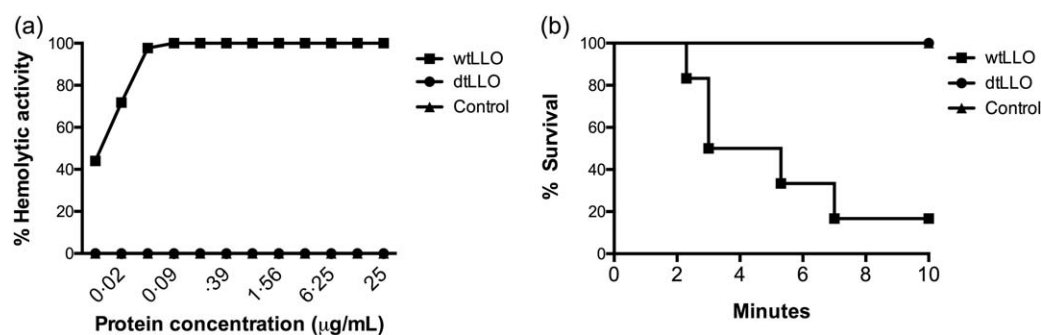 (a)
% Hemolytic activity
100
80
60
40
20
0
0·02
0·09
·39
1·56
6·25
25
Protein concentration (μg/mL)
wtLLO
dtLLO
Control
(b)
% Survival
100
80
60
40
20
0
0
2
4
6
8
10
Minutes
wtLLO
dtLLO
Control